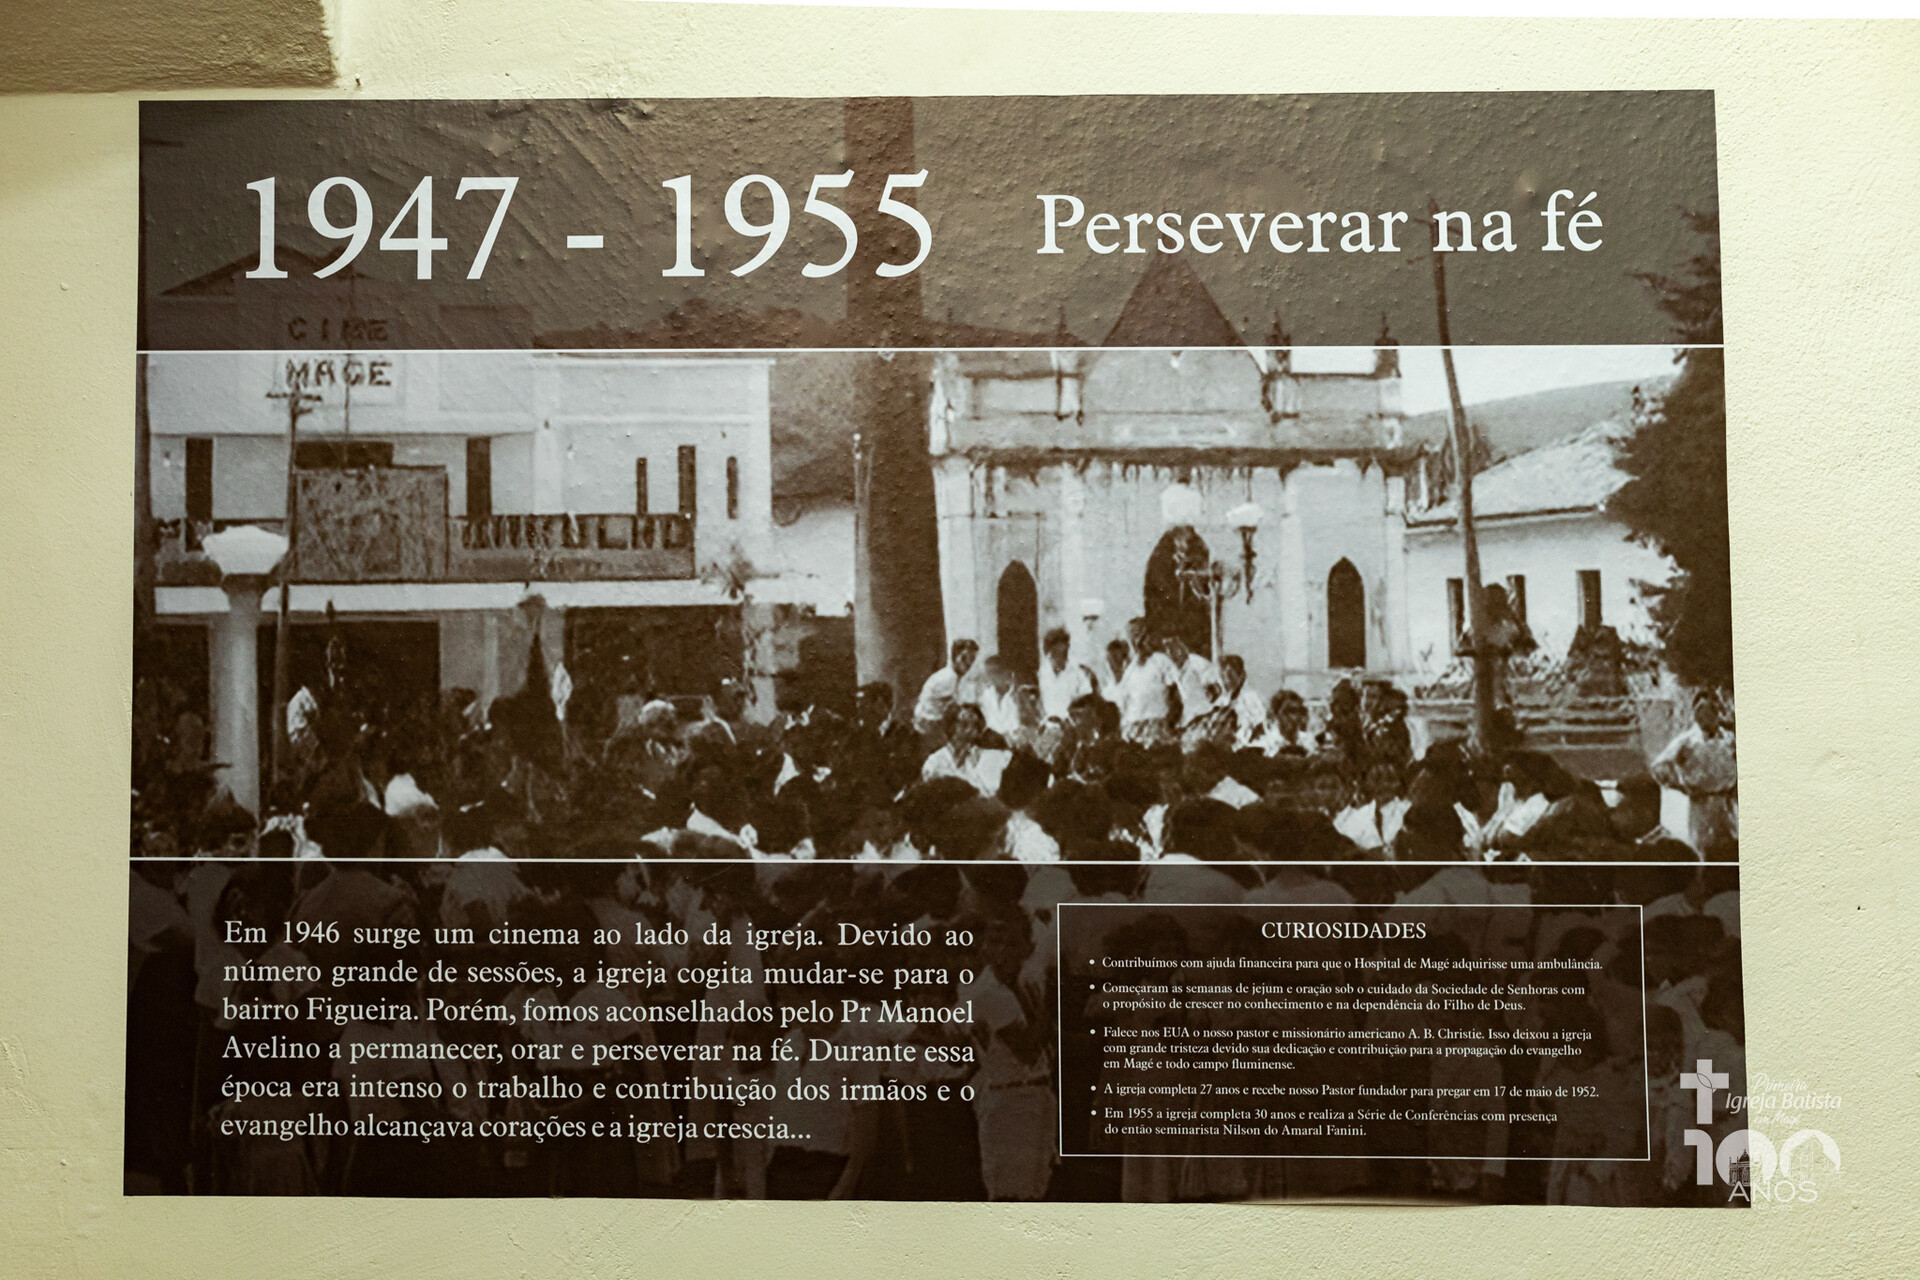 1947 - 1955 Perseverar na fé
CINE
MAGE
Em 1946 surge um cinema ao lado da igreja. Devido ao
número grande de sessões, a igreja cogita mudar-se para o
bairro Figueira. Porém, fomos aconselhados pelo Pr Manoel
Avelino a permanecer, orar e perseverar na fé. Durante essa
época era intenso o trabalho e contribuição dos irmãos e o
evangelho alcançava corações e a igreja crescia...
CURIOSIDADES
• Contribuímos com ajuda financeira para que o Hospital de Magé adquirisse uma ambulância.
• Começaram as semanas de jejum e oração sob o cuidado da Sociedade de Senhoras com
o propósito de crescer no conhecimento e na dependência do Filho de Deus.
• Falece nos EUA o nosso pastor e missionário americano A. B. Christie. Isso deixou a igreja
com grande tristeza devido sua dedicação e contribuição para a propagação do evangelho
em Magé e todo campo fluminense.
• A igreja completa 27 anos e recebe nosso Pastor fundador para pregar em 17 de maio de 1952.
• Em 1955 a igreja completa 30 anos e realiza a Série de Conferências com presença
do então seminarista Nilson do Amaral Fanini.
Primeira
Igreja Batista
em Magé
100
ANOS